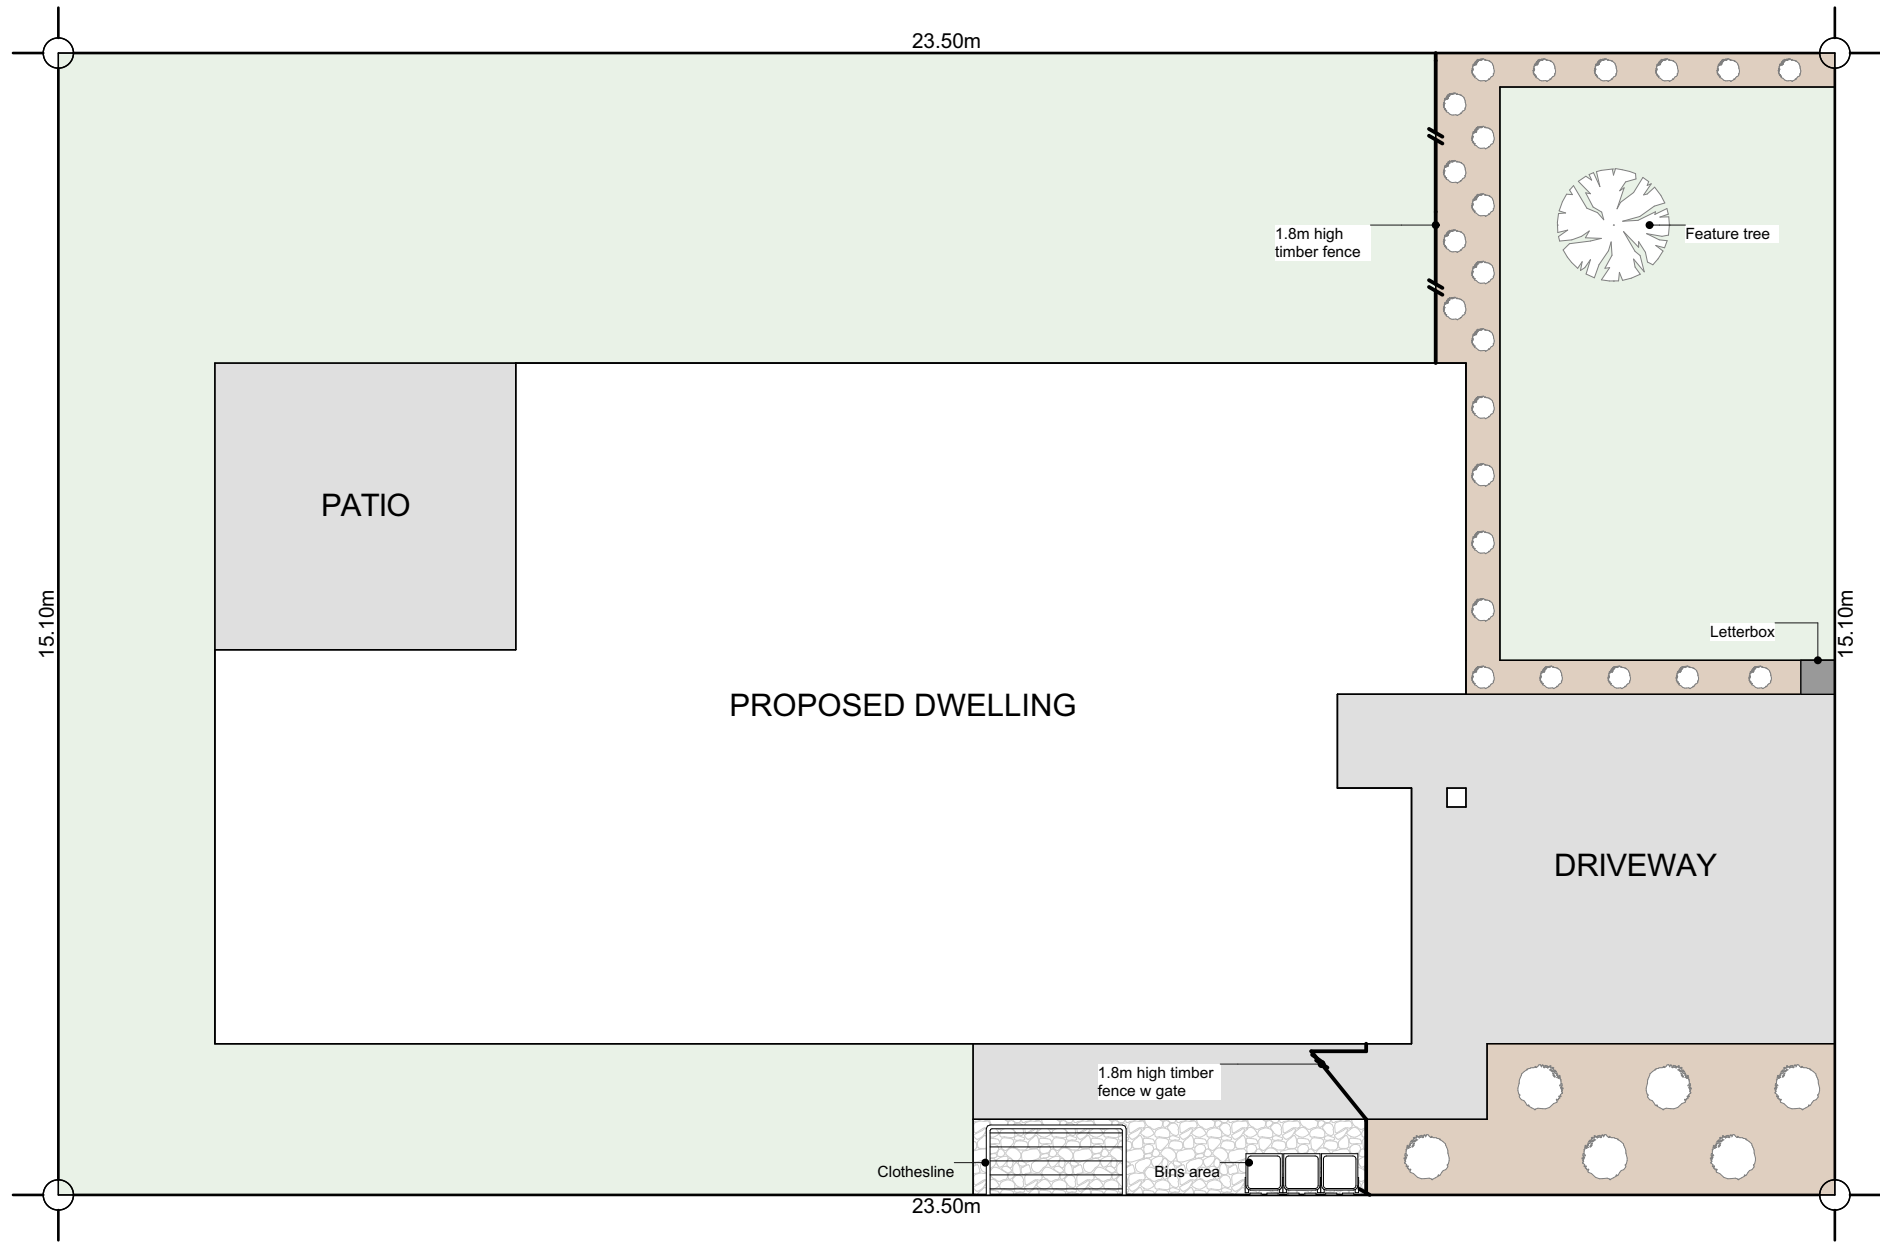 23.50m
1.8m high
timber fence
Feature tree
PATIO
15.10m
Letterbox
15.10m
PROPOSED DWELLING
DRIVEWAY
1.8m high timber
fence w gate
Clothesline
Bins area
23.50m